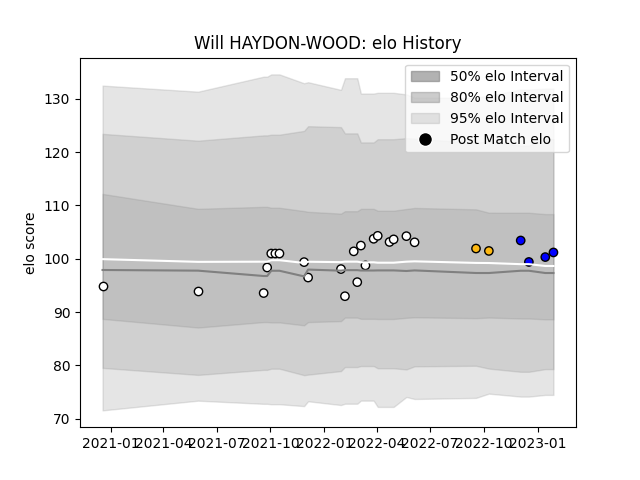 Will HAYDON-WOOD: elo History
50% elo Interval
80% elo Interval
95% elo Interval
Post Match elo
elo score
130
120
110
100
90
80
70
2021-01 2021-04 2021-07 2021-10 2022-01 2022-04 2022-07 2022-10 2023-01